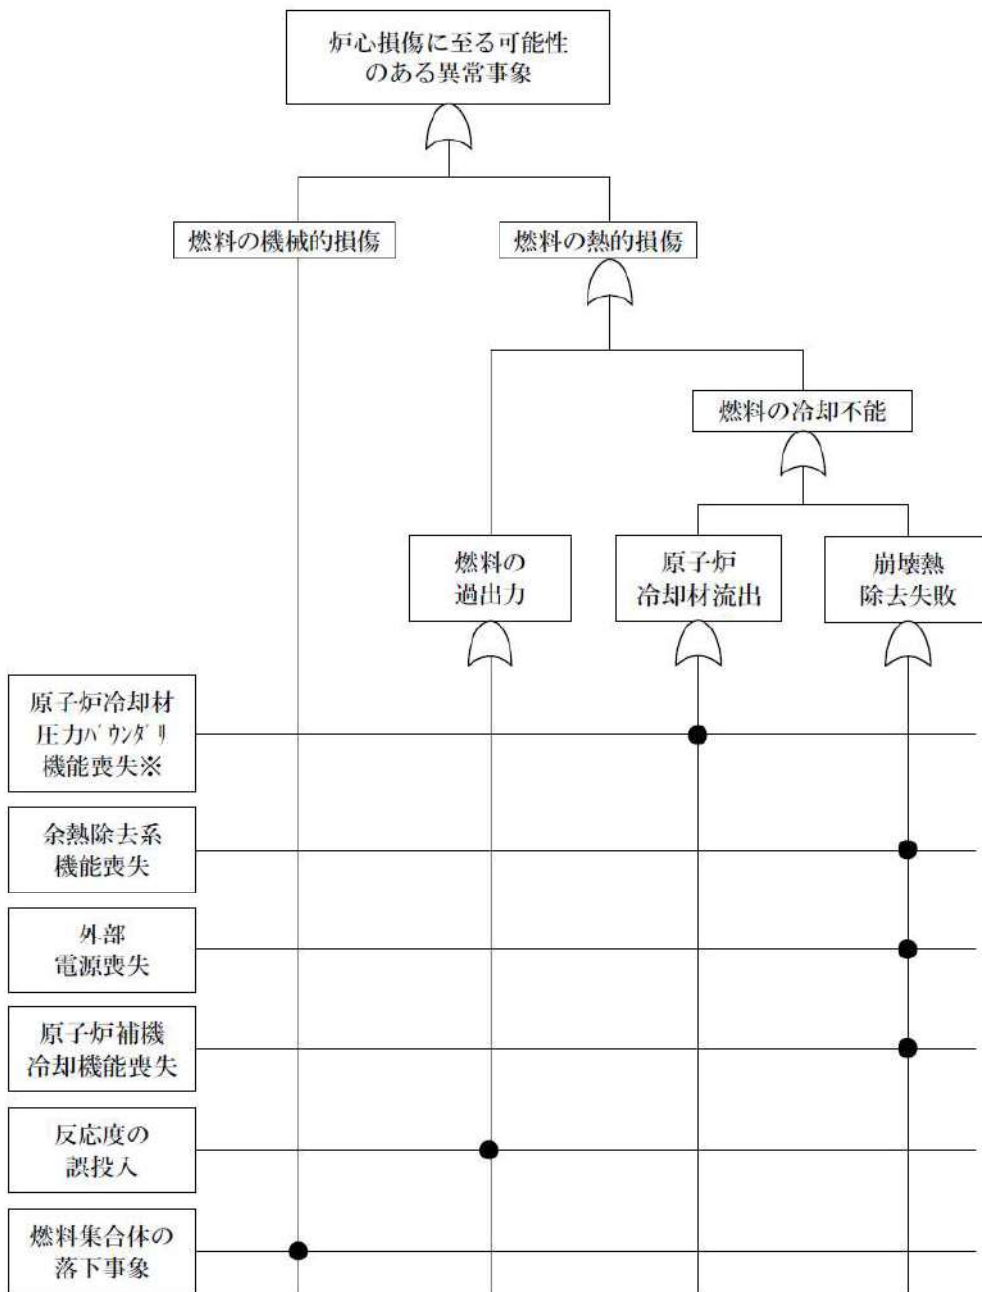 炉心損傷に至る可能性
のある異常事象
燃料の機械的損傷
燃料の熱的損傷
燃料の冷却不能
燃料の
過出力
原子炉
冷却材流出
崩壊熱
除去失敗
原子炉冷却材
圧力ﾊﾞｳﾝﾀﾞﾘ
機能喪失※
余熱除去系
機能喪失
外部
電源喪失
原子炉補機
冷却機能喪失
反応度の
誤投入
燃料集合体の
落下事象